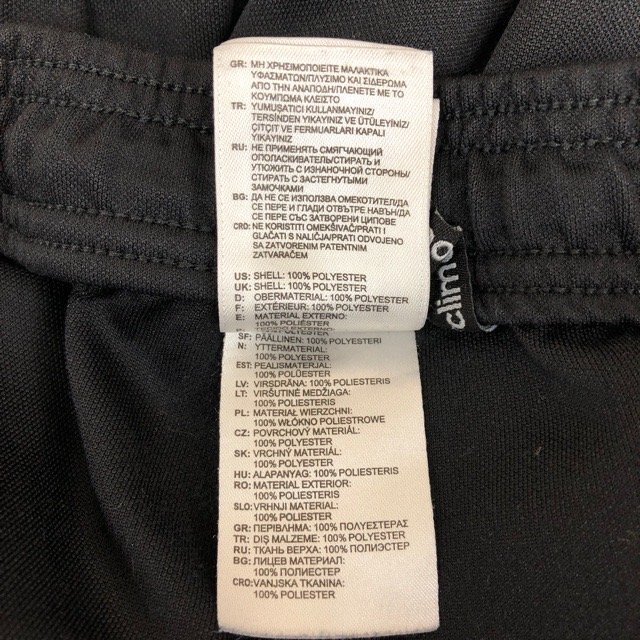 GR: ΜΗ ΧΡΗΣΙΜΟΠΟΙΕΙΤΕ ΜΑΛΑΚΤΙΚΑ
ΥΦΑΣΜΑΤΩΝ/ΠΛΥΣΙΜΟ ΚΑΙ ΣΙΔΕΡΩΜΑ
ΑΠΟ ΤΗΝ ΑΝΑΠΟΔΗ/ΠΛΕΝΕΤΕ ΜΕ ΤΟ
ΚΟΥΜΠΩΜΑ ΚΛΕΙΣΤΟ
TR: YUMUŞATICI KULLANMAYINIZ/
TERSİNDEN YIKAYINIZ VE ÜTÜLEYİNİZ/
ÇITÇIT VE FERMUARLARI KAPALI
YIKAYINIZ
RU: НЕ ПРИМЕНЯТЬ СМЯГЧАЮЩИЙ
ОПОЛАСКИВАТЕЛЬ/СТИРАТЬ И
УТЮЖИТЬ С ИЗНАНОЧНОЙ СТОРОНЫ/
СТИРАТЬ С ЗАСТЕГНУТЫМИ
ЗАМОЧКАМИ
BG: ДА НЕ СЕ ИЗПОЛЗВА ОМЕКОТИТЕЛ/ДА
СЕ ПЕРЕ И ГЛАДИ ОТВЪТРЕ НАВЪН/ДА
СЕ ПЕРЕ СЪС ЗАТВОРЕНИ ЦИПОВЕ
CRO: NE KORISTITI OMEKŠIVAČ/PRATI I
GLAČATI S NALIČJA/PRATI ODVOJENO
SA ZATVORENIM PATENTNIM
ZATVARAČEM
US: SHELL: 100% POLYESTER
UK: SHELL: 100% POLYESTER
D: OBERMATERIAL: 100% POLYESTER
F: EXTÉRIEUR: 100% POLYESTER
E: MATERIAL EXTERNO:
100% POLIÉSTER
climo
SF: PÄÄLLINEN: 100% POLYESTERI
N: YTTERMATERIAL:
100% POLYESTER
EST: PEALISMATERJAL:
100% POLÜESTER
LV: VIRSDRĀNA: 100% POLIESTERIS
LT: VIRŠUTINĖ MEDŽIAGA:
100% POLIESTERIS
PL: MATERIAŁ WIERZCHNI:
100% WŁÓKNO POLIESTROWE
CZ: POVRCHOVÝ MATERIÁL:
100% POLYESTER
SK: VRCHNÝ MATERIÁL:
100% POLYESTER
HU: ALAPANYAG: 100% POLYESTER
RO: MATERIAL EXTERIOR:
100% POLIESTER
SLO: VRHNJI MATERIAL:
100% POLIESTER
GR: ΠΕΡΙΒΛΗΜΑ: 100% ΠΟΛΥΕΣΤΕΡΑΣ
TR: DIŞ MALZEME: 100% POLYESTER
RU: ТКАНЬ ВЕРХА: 100% ПОЛИЭСТЕР
BG: ЛИЦЕВ МАТЕРИАЛ:
100% ПОЛИЕСТЕР
CRO: VANJSKA TKANINA:
100% POLIESTER